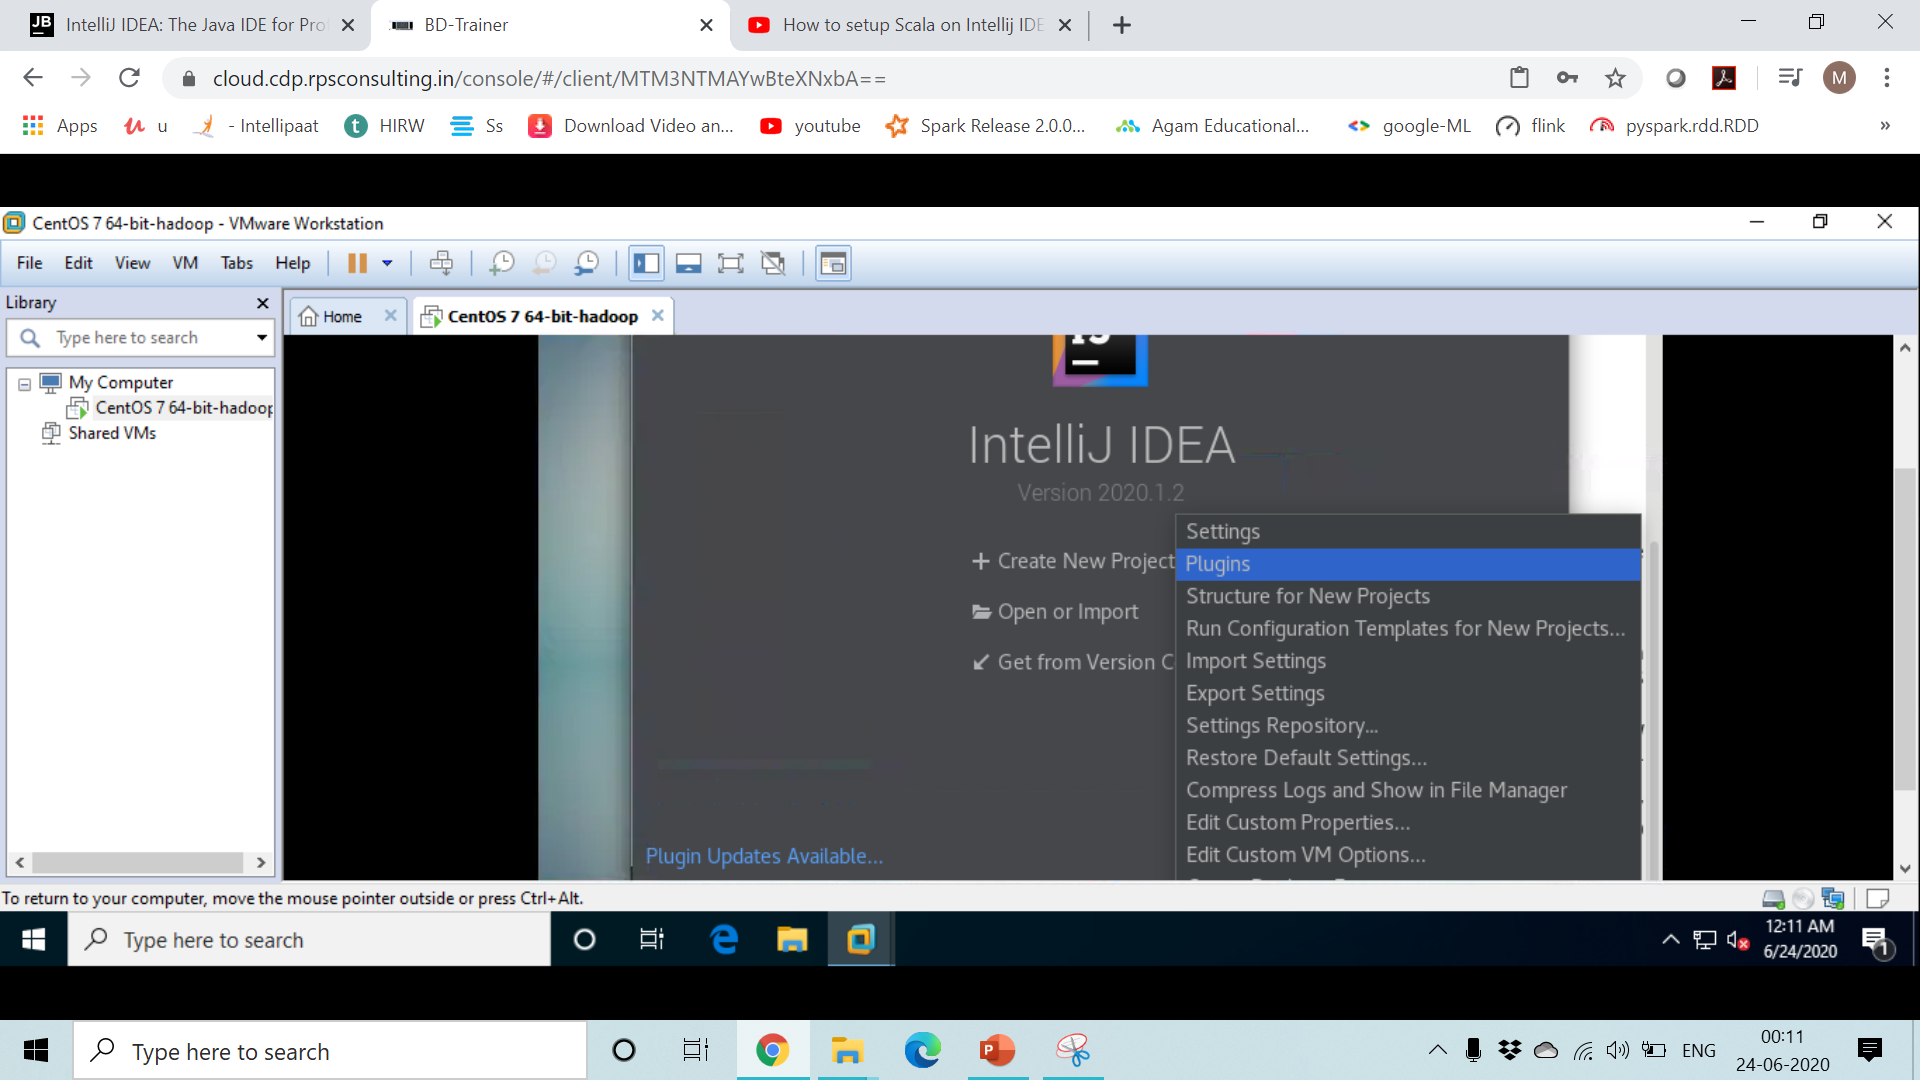 IntelliJ IDEA: The Java IDE for Pro
BD-Trainer
How to setup Scala on Intellij IDE
cloud.cdp.rpsconsulting.in/console/#/client/MTM3NTMAYwBteXNxbA==
M
Apps
u
- Intellipaat
HIRW
Ss
Download Video an...
youtube
Spark Release 2.0.0...
Agam Educational...
google-ML
flink
pyspark.rdd.RDD
»
CentOS 7 64-bit-hadoop - VMware Workstation
File Edit View VM Tabs Help
Library
Home
CentOS 7 64-bit-hadoop
Type here to search
My Computer
CentOS 7 64-bit-hadoop
Shared VMs
IntelliJ IDEA
Version 2020.1.2
Create New Project
Open or Import
Get from Version C
Settings
Plugins
Structure for New Projects
Run Configuration Templates for New Projects...
Import Settings
Export Settings
Settings Repository...
Restore Default Settings...
Compress Logs and Show in File Manager
Edit Custom Properties...
Edit Custom VM Options...
Plugin Updates Available...
To return to your computer, move the mouse pointer outside or press Ctrl+Alt.
Type here to search
12:11 AM
6/24/2020
1
Type here to search
ENG
00:11
24-06-2020